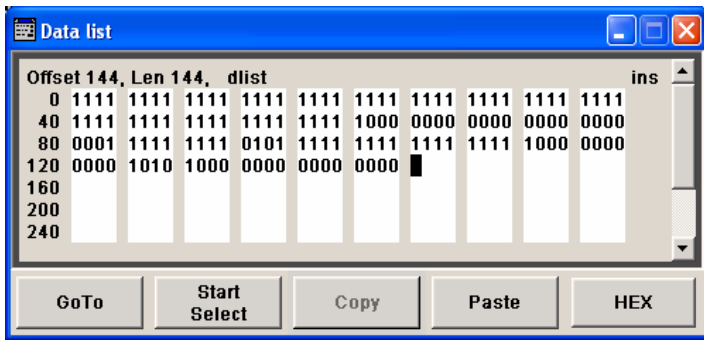 Data list
Offset 144, Len 144, dlist ins
0 1111 1111 1111 1111 1111 1111 1111 1111 1111 1111
40 1111 1111 1111 1111 1111 1000 0000 0000 0000 0000
80 0001 1111 1111 0101 1111 1111 1111 1111 1000 0000
120 0000 1010 1000 0000 0000 0000
160
200
240
GoTo Start Select Copy Paste HEX